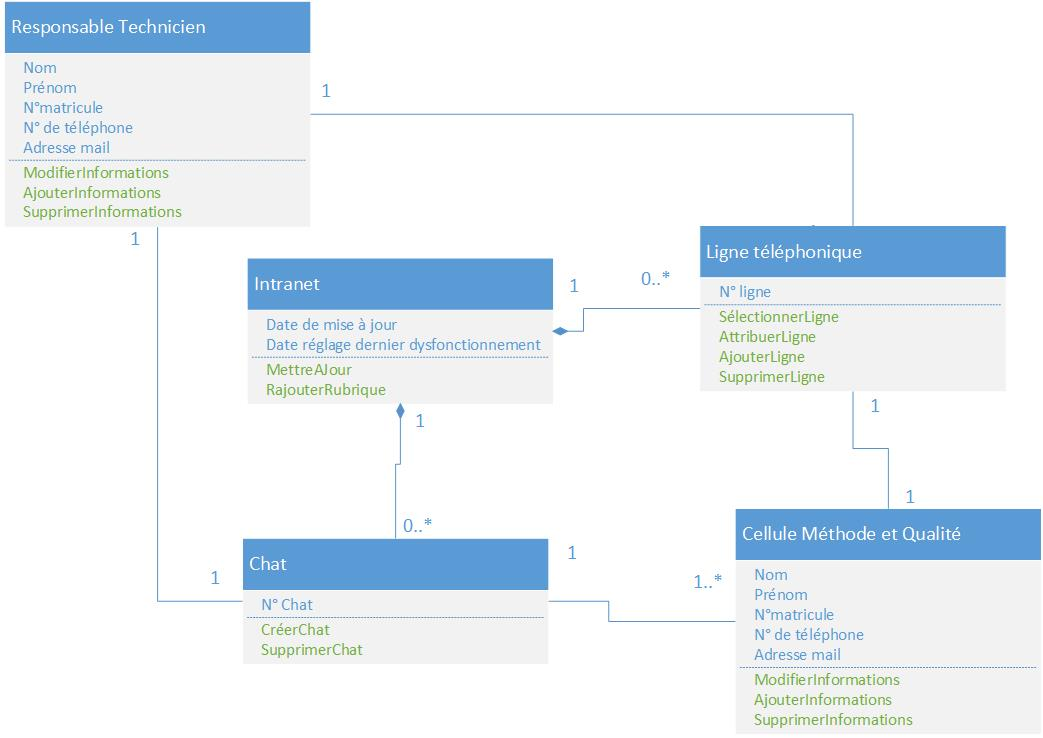 Responsable Technicien
Nom
Prénom
N°matricule
N° de téléphone
Adresse mail
ModifierInformations
AjouterInformations
SupprimerInformations
1
1
Intranet
Date de mise à jour
Date réglage dernier dysfonctionnement
MettreAJour
RajouterRubrique
1
0..*
Ligne téléphonique
N° ligne
SélectionnerLigne
AttribuerLigne
AjouterLigne
SupprimerLigne
1
1
1
0..*
Chat
N° Chat
CréerChat
SupprimerChat
1
1
1..*
Cellule Méthode et Qualité
Nom
Prénom
N°matricule
N° de téléphone
Adresse mail
ModifierInformations
AjouterInformations
SupprimerInformations